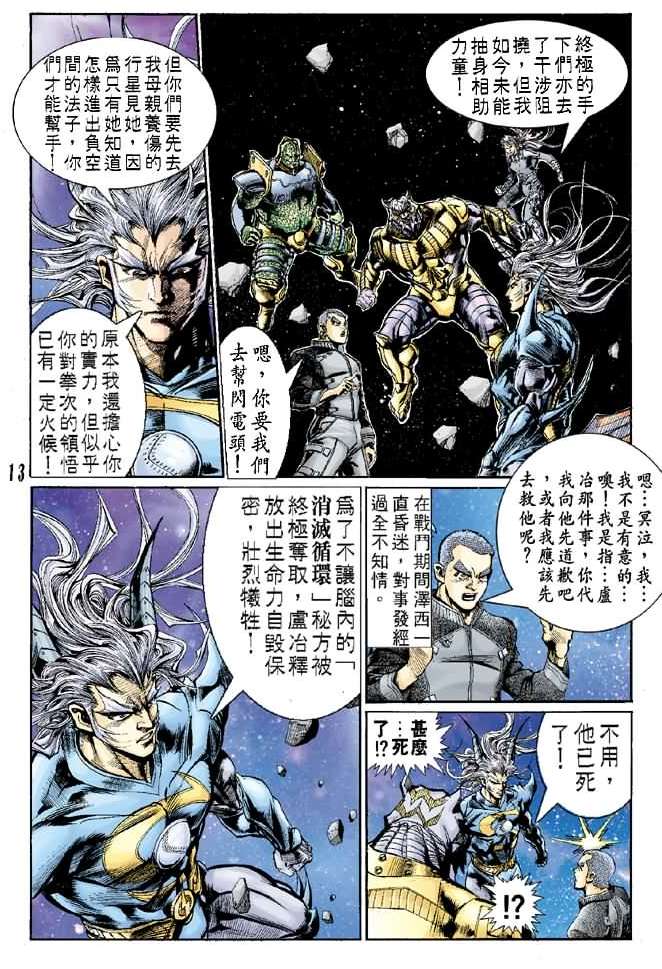 終極的手
下們亦去
了干涉阻
撓，但我
如今未能
抽身相助
力童！
嗯，你要我們
去幫閃電頭！
但你們要先去
我母親養傷的
行星見她，因
為只有她知道
怎樣進出負空
間的法子，你
們才能幫手！
原本我還擔心你
的實力，但似乎
你對拳次的領悟
已有一定火候！
13
嗯…冥泣，我…
我不是有意的…
噢！我是指…盧
冶那件事，你代
我向他先道歉吧
，或者我應該先
去救他呢？
在戰鬥期間澤西一
直昏迷，對事發經
過全不知情。
不用，
他已死
了！
甚麼
…死
了!?
!?
為了不讓腦內的「
消滅循環」秘方被
終極奪取，盧冶釋
放出生命力自毀保
密，壯烈犧牲！